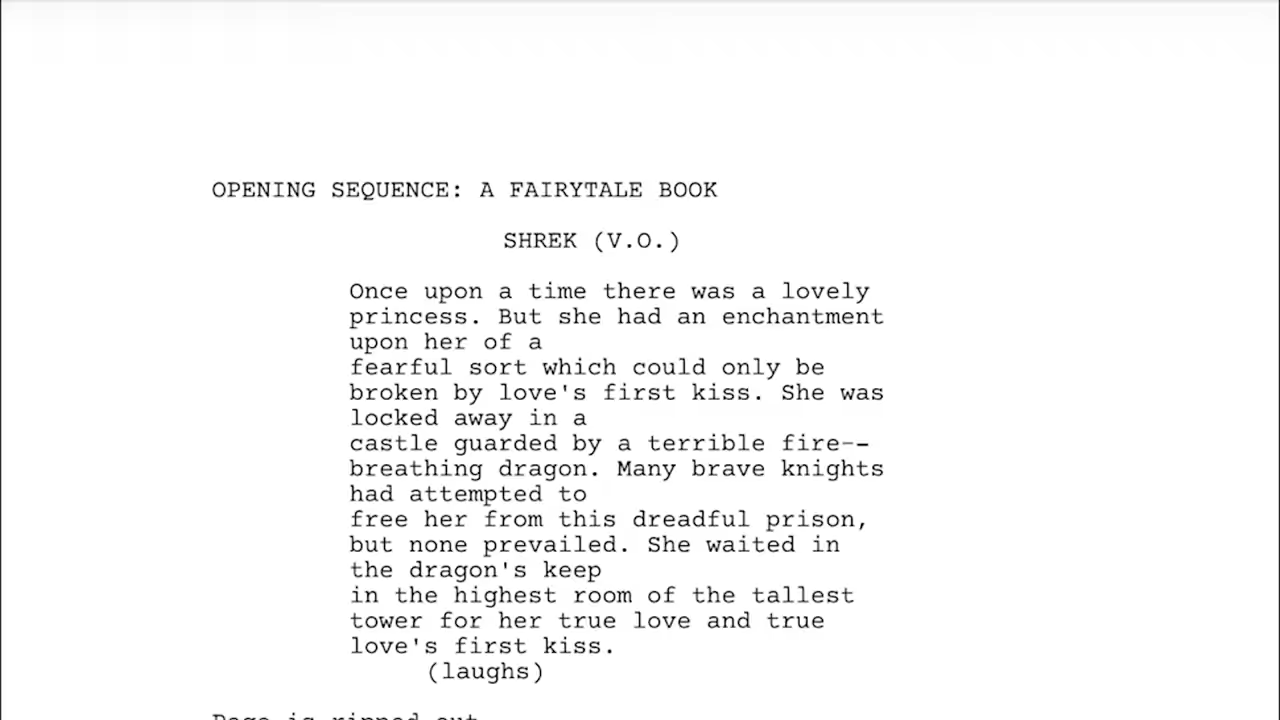 OPENING SEQUENCE: A FAIRYTALE BOOK
SHREK (V.O.)
Once upon a time there was a lovely
princess. But she had an enchantment
upon her of a
fearful sort which could only be
broken by love's first kiss. She was
locked away in a
castle guarded by a terrible fire--
breathing dragon. Many brave knights
had attempted to
free her from this dreadful prison,
but none prevailed. She waited in
the dragon's keep
in the highest room of the tallest
tower for her true love and true
love's first kiss.
(laughs)
Page is ripped out